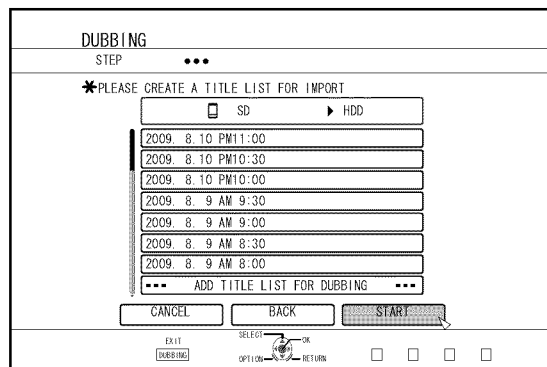 DUBBING
STEP •••
*PLEASE CREATE A TITLE LIST FOR IMPORT
SD ▶ HDD
2009. 8.10 PM11:00
2009. 8.10 PM10:30
2009. 8.10 PM10:00
2009. 8. 9 AM 9:30
2009. 8. 9 AM 9:00
2009. 8. 9 AM 8:30
2009. 8. 9 AM 8:00
--- ADD TITLE LIST FOR DUBBING ---
CANCEL BACK START
EXIT
DUBBING
SELECT OK
OPTION RETURN